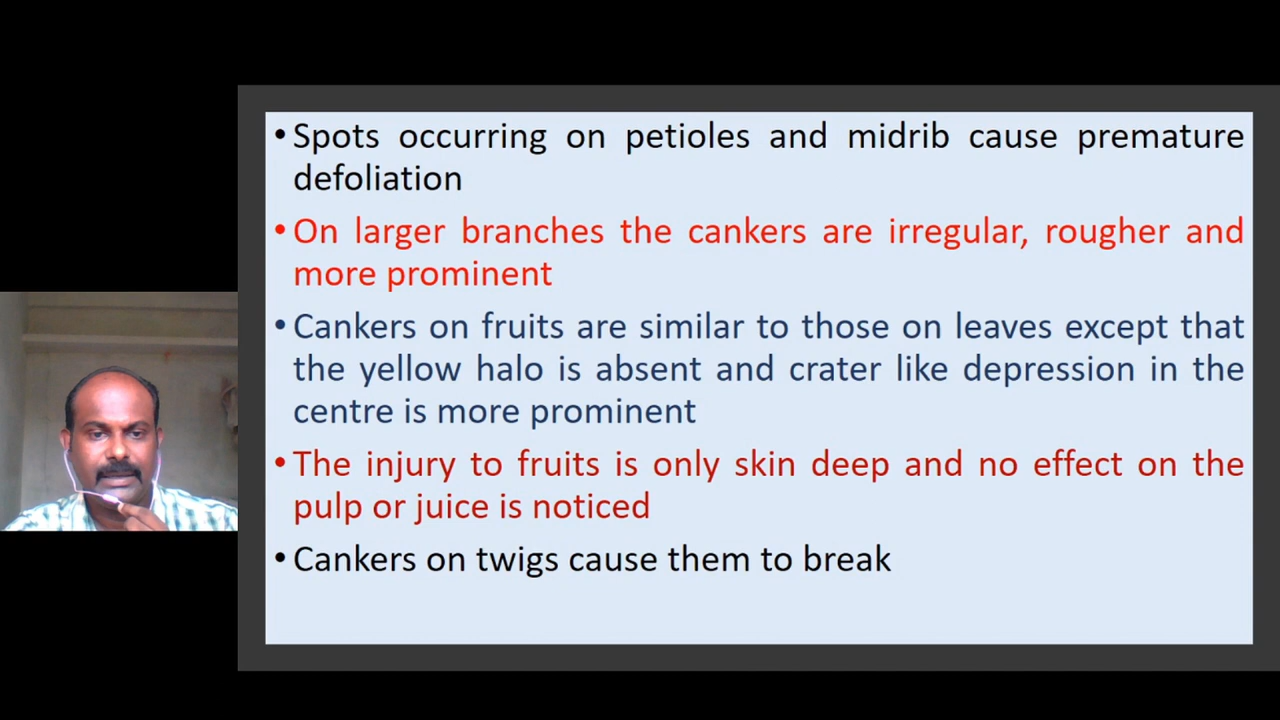 • Spots occurring on petioles and midrib cause premature
defoliation
• On larger branches the cankers are irregular, rougher and
more prominent
• Cankers on fruits are similar to those on leaves except that
the yellow halo is absent and crater like depression in the
centre is more prominent
• The injury to fruits is only skin deep and no effect on the
pulp or juice is noticed
• Cankers on twigs cause them to break